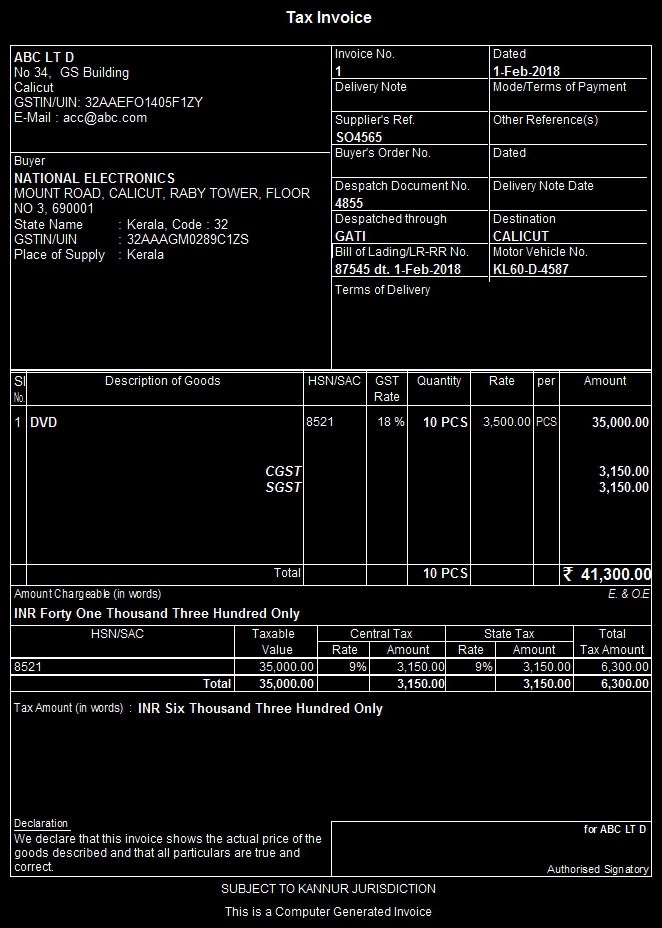 Tax Invoice
ABC LT D
No 34, GS Building
Calicut
GSTIN/UIN: 32AAEFO1405F1ZY
E-Mail : acc@abc.com
Invoice No.
1
Dated
1-Feb-2018
Delivery Note
Mode/Terms of Payment
Supplier's Ref.
SO4565
Other Reference(s)
Buyer
NATIONAL ELECTRONICS
MOUNT ROAD, CALICUT, RABY TOWER, FLOOR
NO 3, 690001
State Name : Kerala, Code : 32
GSTIN/UIN : 32AAAGM0289C1ZS
Place of Supply : Kerala
Buyer's Order No.
Dated
Despatch Document No.
4855
Delivery Note Date
Despatched through
GATI
Destination
CALICUT
Bill of Lading/LR-RR No.
87545 dt. 1-Feb-2018
Motor Vehicle No.
KL60-D-4587
Terms of Delivery
Sl No. Description of Goods HSN/SAC GST Rate Quantity Rate per Amount
1 DVD 8521 18 % 10 PCS 3,500.00 PCS 35,000.00
CGST 3,150.00
SGST 3,150.00
Total 10 PCS ₹ 41,300.00
Amount Chargeable (in words) E. & O.E
INR Forty One Thousand Three Hundred Only
HSN/SAC Taxable Value Central Tax State Tax Total Tax Amount
Rate Amount Rate Amount
8521 35,000.00 9% 3,150.00 9% 3,150.00 6,300.00
Total 35,000.00 3,150.00 3,150.00 6,300.00
Tax Amount (in words) : INR Six Thousand Three Hundred Only
Declaration
We declare that this invoice shows the actual price of the
goods described and that all particulars are true and
correct.
for ABC LT D
Authorised Signatory
SUBJECT TO KANNUR JURISDICTION
This is a Computer Generated Invoice